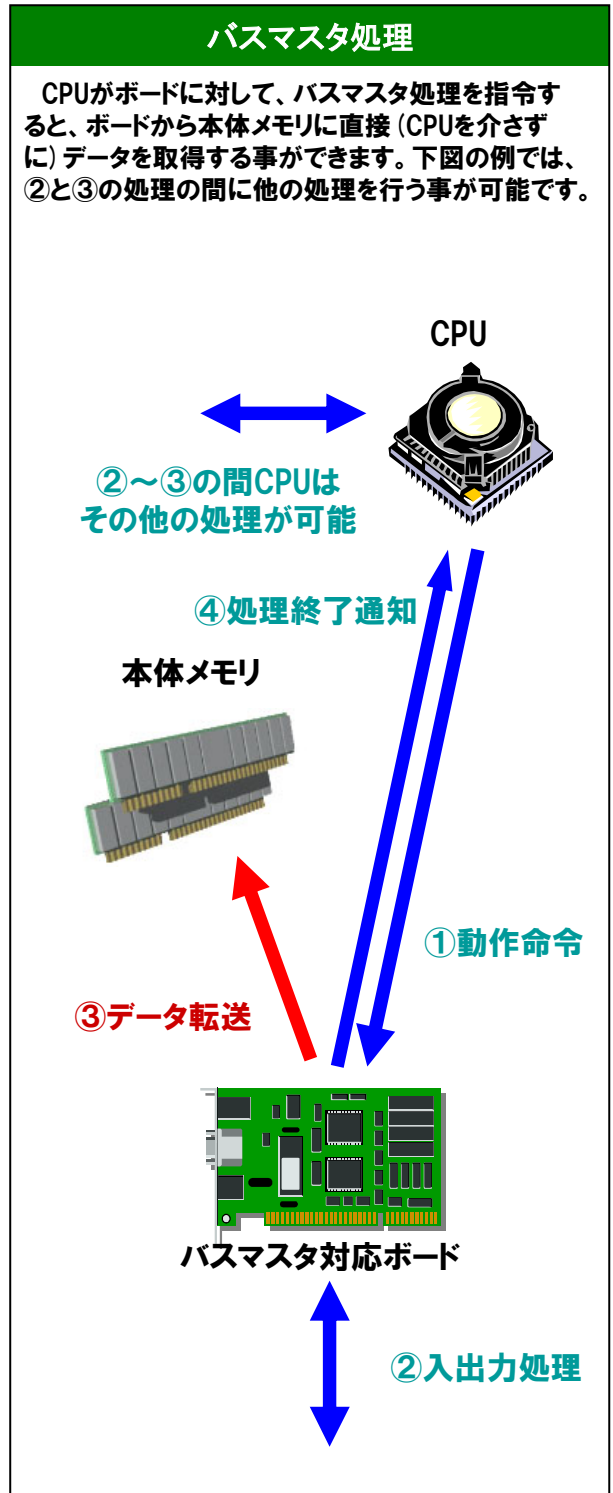 バスマスタ処理
CPUがボードに対して、バスマスタ処理を指令す
ると、ボードから本体メモリに直接(CPUを介さず
に)データを取得する事ができます。下図の例では、
②と③の処理の間に他の処理を行う事が可能です。
CPU
②～③の間CPUは
その他の処理が可能
④処理終了通知
本体メモリ
①動作命令
③データ転送
バスマスタ対応ボード
②入出力処理